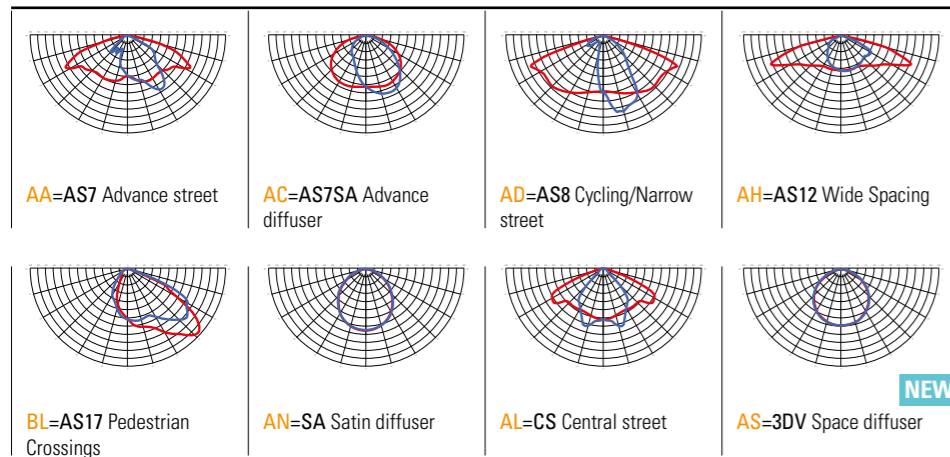 AA=AS7 Advance street
AC=AS7SA Advance
diffuser
AD=AS8 Cycling/Narrow
street
AH=AS12 Wide Spacing
BL=AS17 Pedestrian
Crossings
AN=SA Satin diffuser
AL=CS Central street
NEW
AS=3DV Space diffuser